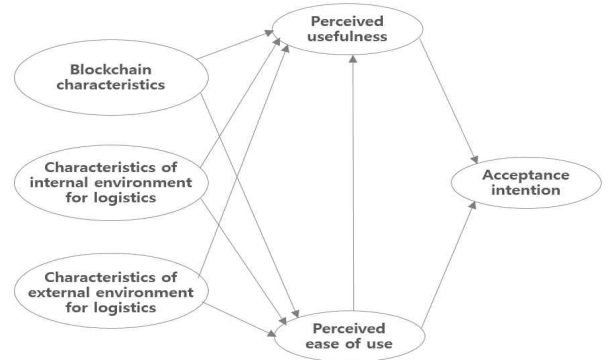 Perceived
usefulness
Blockchain
characteristics
Characteristics of
internal environment
for logistics
Acceptance
intention
Characteristics of
external environment
for logistics
Perceived
ease of use